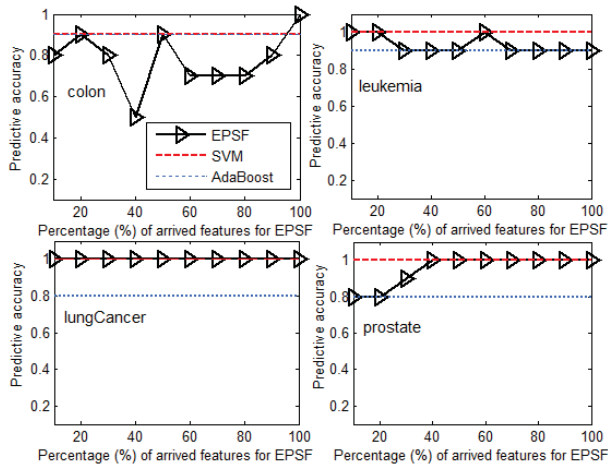 Predictive accuracy
1
0.8
0.6
0.4
0.2
colon
EPSF
SVM
AdaBoost
20 40 60 80 100
Percentage (%) of arrived features for EPSF
Predictive accuracy
1
0.8
0.6
0.4
0.2
leukemia
20 40 60 80 100
Percentage (%) of arrived features for EPSF
Predictive accuracy
1
0.8
0.6
0.4
0.2
lungCancer
20 40 60 80 100
Percentage (%) of arrived features for EPSF
Predictive accuracy
1
0.8
0.6
0.4
0.2
prostate
20 40 60 80 100
Percentage (%) of arrived features for EPSF